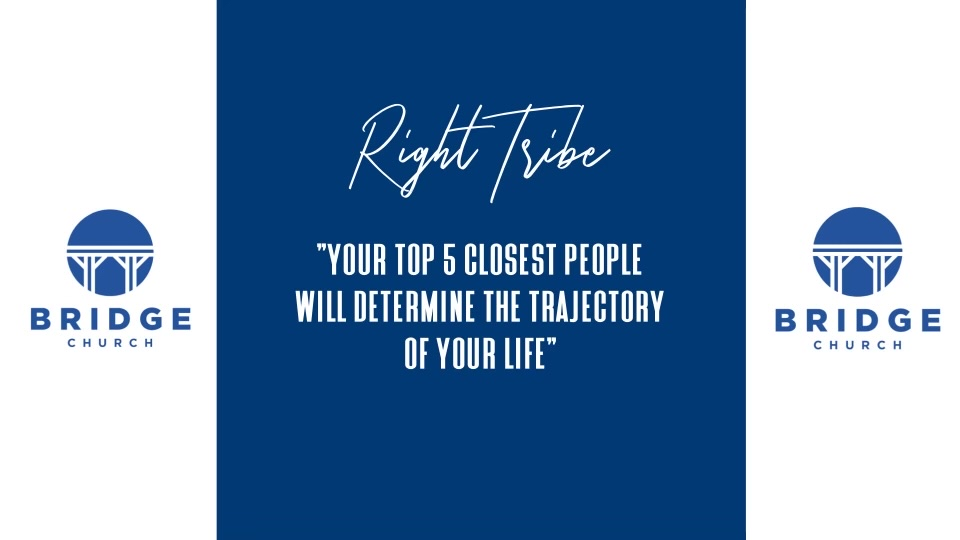 Right Tribe
”YOUR TOP 5 CLOSEST PEOPLE
WILL DETERMINE THE TRAJECTORY
OF YOUR LIFE”
BRIDGE
CHURCH
BRIDGE
CHURCH